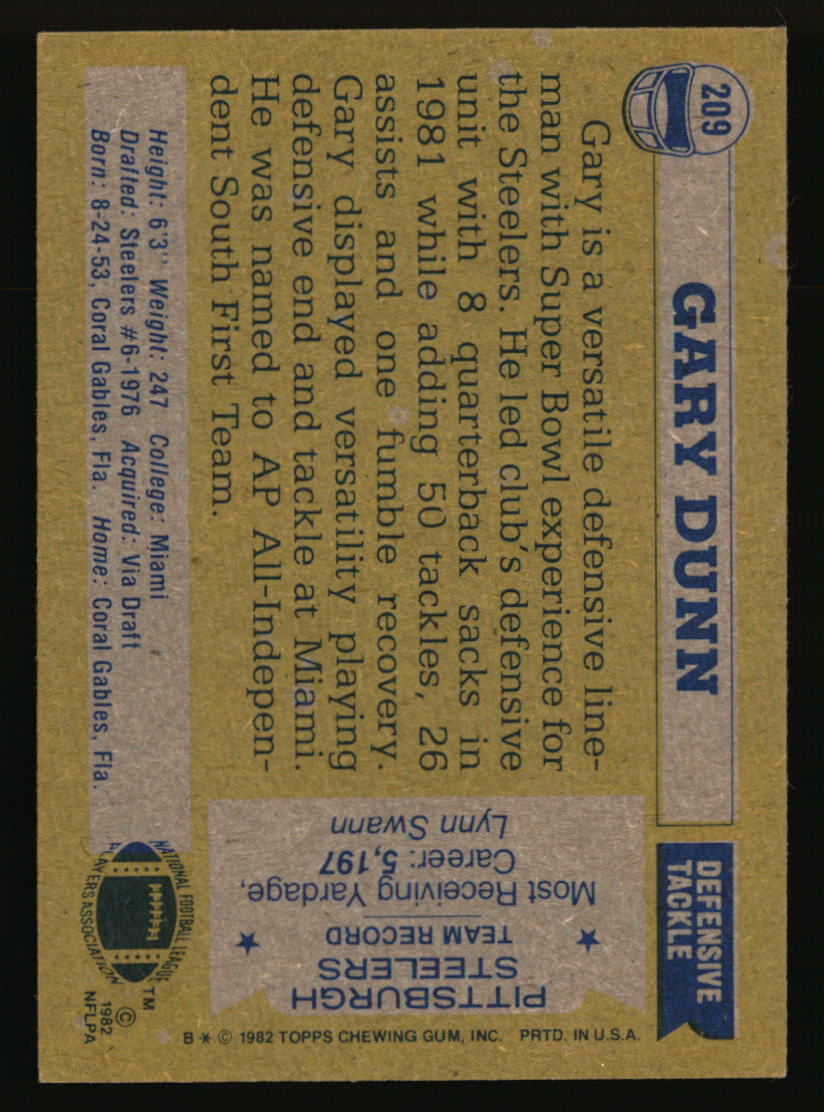 209
GARY DUNN
DEFENSIVE
TACKLE
Gary is a versatile defensive line-
man with Super Bowl experience for
the Steelers. He led club's defensive
unit with 8 quarterback sacks in
1981 while adding 50 tackles, 26
assists and one fumble recovery.
Gary displayed versatility playing
defensive end and tackle at Miami.
He was named to AP All-Indepen-
dent South First Team.
PITTSBURGH
STEELERS
TEAM RECORD
Most Receiving Yardage,
Career: 5,197
Lynn Swann
Height: 6'3" Weight: 247 College: Miami
Drafted: Steelers #6-1976 Acquired: Via Draft
Born: 8-24-53, Coral Gables, Fla. Home: Coral Gables, Fla.
NATIONAL FOOTBALL LEAGUE
PLAYERS ASSOCIATION
TM
© 1982
NFLPA
B * © 1982 TOPPS CHEWING GUM, INC. PRTD. IN U.S.A.